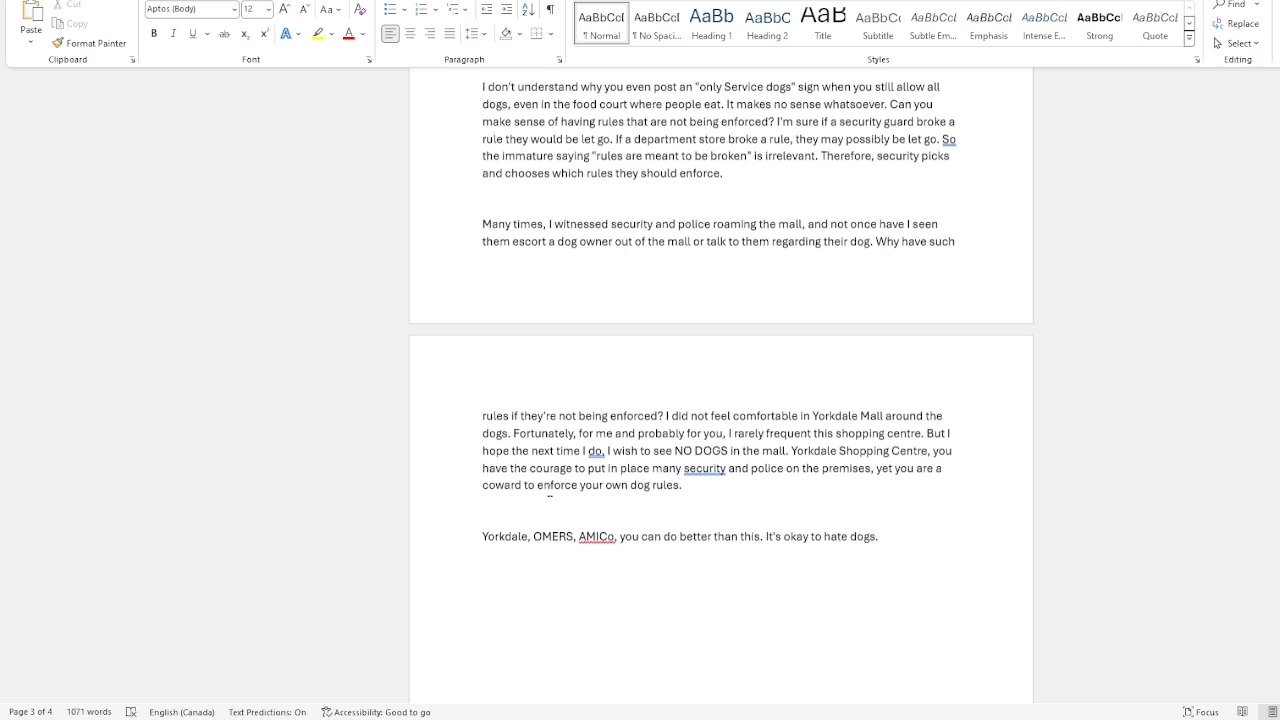 Cut
Copy
Paste
Format Painter
Clipboard
Aptos (Body)
12
Font
Paragraph
AaBbCcI AaBbCcI AaBb AaBbC AaB AaBbCc AaBbCcI AaBbCcI AaBbCcI AaBbCc AaBbCcI
¶ Normal ¶ No Spaci... Heading 1 Heading 2 Title Subtitle Subtle Em... Emphasis Intense E... Strong Quote
Styles
Find
Replace
Select
Editing
I don't understand why you even post an "only Service dogs" sign when you still allow all
dogs, even in the food court where people eat. It makes no sense whatsoever. Can you
make sense of having rules that are not being enforced? I'm sure if a security guard broke a
rule they would be let go. If a department store broke a rule, they may possibly be let go. So
the immature saying "rules are meant to be broken" is irrelevant. Therefore, security picks
and chooses which rules they should enforce.
Many times, I witnessed security and police roaming the mall, and not once have I seen
them escort a dog owner out of the mall or talk to them regarding their dog. Why have such
rules if they're not being enforced? I did not feel comfortable in Yorkdale Mall around the
dogs. Fortunately, for me and probably for you, I rarely frequent this shopping centre. But I
hope the next time I do, I wish to see NO DOGS in the mall. Yorkdale Shopping Centre, you
have the courage to put in place many security and police on the premises, yet you are a
coward to enforce your own dog rules.
Yorkdale, OMERS, AMICo, you can do better than this. It's okay to hate dogs.
Page 3 of 4 1071 words English (Canada) Text Predictions: On Accessibility: Good to go Focus